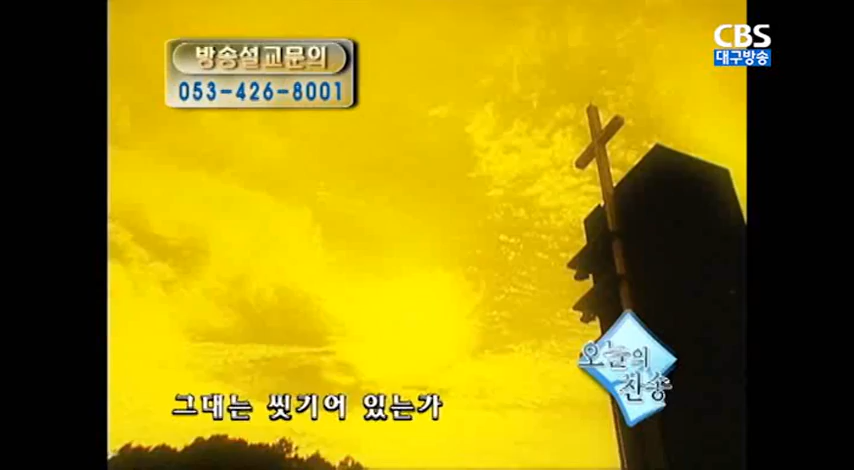 방송설교문의
053-426-8001
CBS
대구방송
오늘의
찬송
그대는 씻기어 있는가